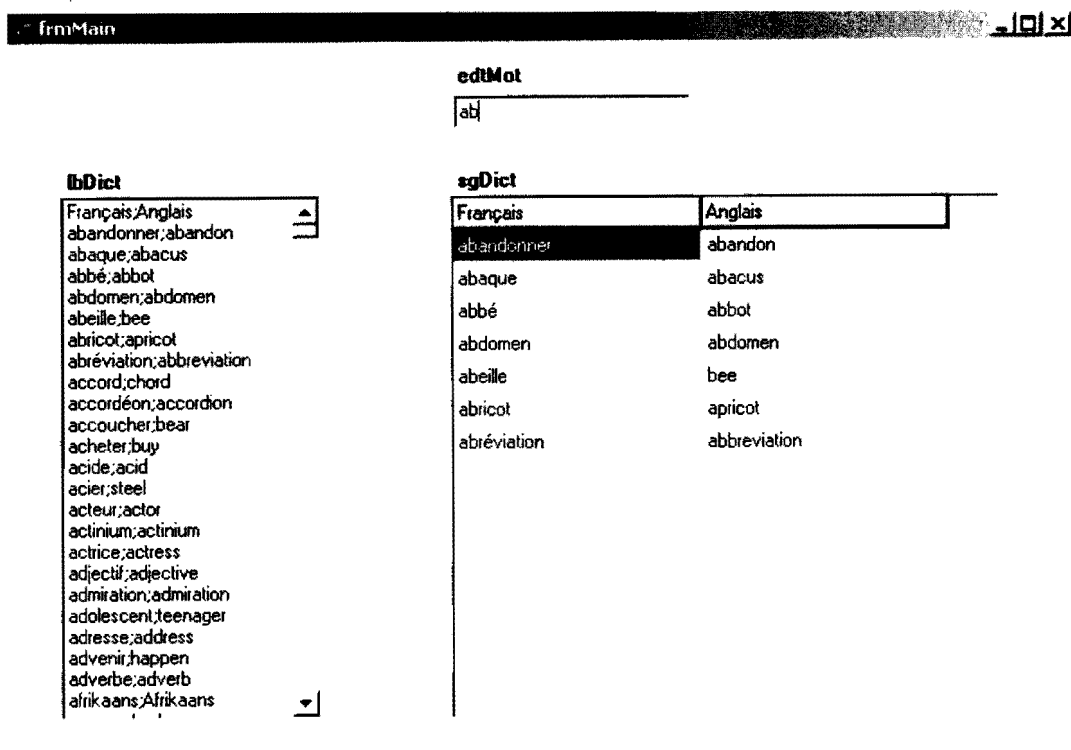 frmMain
edtMot
ab
lbDict
Français;Anglais
abandonner;abandon
abaque;abacus
abbé;abbot
abdomen;abdomen
abeille;bee
abricot;apricot
abréviation;abbreviation
accord;chord
accordéon;accordion
accoucher;bear
acheter;buy
acide;acid
acier;steel
acteur;actor
actinium;actinium
actrice;actress
adjectif;adjective
admiration;admiration
adolescent;teenager
adresse;address
advenir;happen
adverbe;adverb
afrikaans;Afrikaans
sgDict
Français Anglais
abandonner abandon
abaque abacus
abbé abbot
abdomen abdomen
abeille bee
abricot apricot
abréviation abbreviation